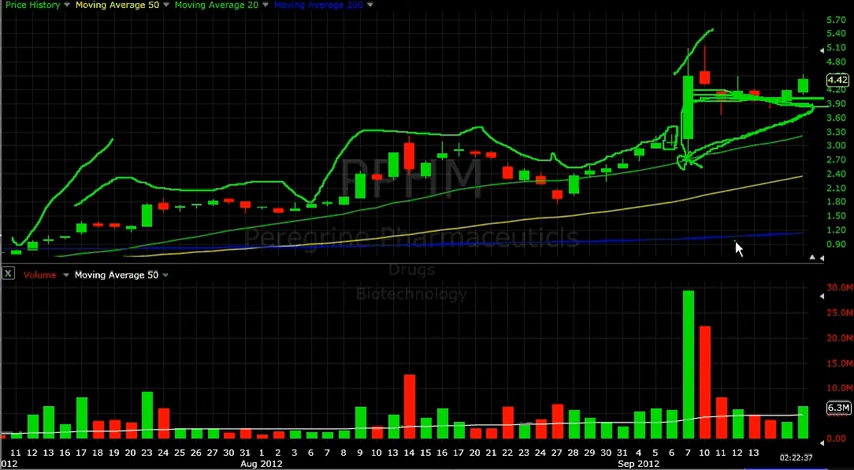 Price History Moving Average 50 Moving Average 20 Moving Average 200
5.70
5.40
5.10
4.80
4.42
4.20
3.90
3.60
3.30
3.00
2.70
2.40
2.10
1.80
1.50
1.20
0.90
PPHM
Peregrine Pharmaceuticals
Drugs
Biotechnology
X Volume Moving Average 50
30.0M
25.0M
20.0M
15.0M
10.0M
6.3M
0.00
11 12 13 16 17 18 19 20 23 24 25 26 27 30 31 1 2 3 6 7 8 9 10 13 14 15 16 17 20 21 22 23 24 27 28 29 30 31 4 5 6 7 10 11 12 13
2012 Aug 2012 Sep 2012
02:22:37